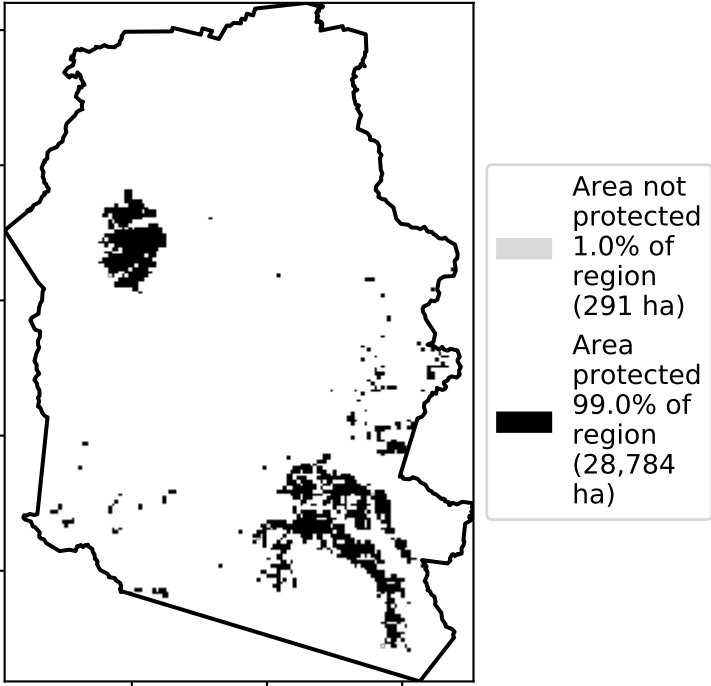 Area not
protected
1.0% of
region
(291 ha)
Area
protected
99.0% of
region
(28,784
ha)